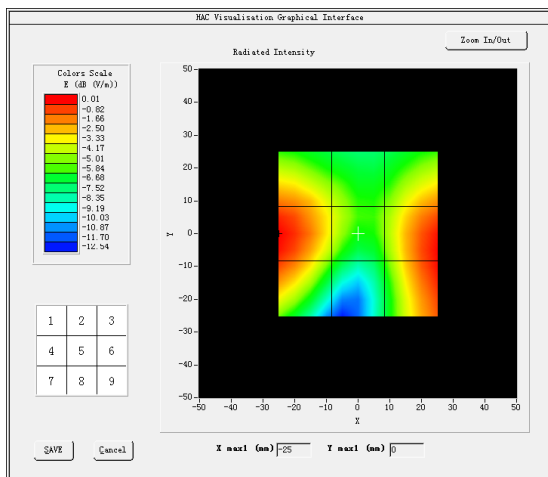 HAC Visualisation Graphical Interface
Zoom In/Out
Radiated Intensity
Colors Scale
E (dB (V/m))
0.01
-0.82
-1.66
-2.50
-3.33
-4.17
-5.01
-5.84
-6.68
-7.52
-8.35
-9.19
-10.03
-10.87
-11.70
-12.54
50
40
30
20
10
0
-10
-20
-30
-40
-50
Y
-50 -40 -30 -20 -10 0 10 20 30 40 50
X
1 2 3
4 5 6
7 8 9
SAVE Cancel X max1 (mm) -25 Y max1 (mm) 0